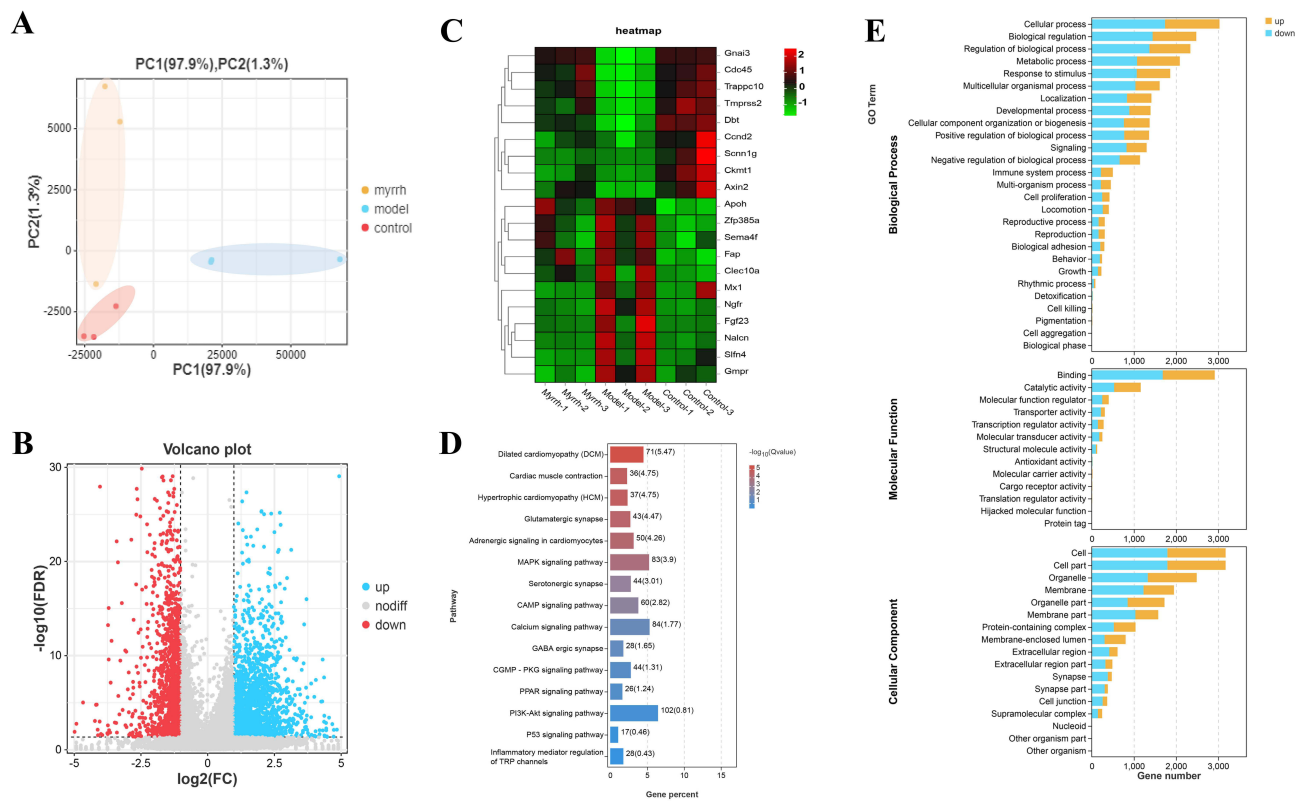 A
PC1(97.9%),PC2(1.3%)
PC2(1.3%)
5000
2500
0
-2500
-25000
0
25000
50000
PC1(97.9%)
myrrh
model
control
B
Volcano plot
-log10(FDR)
30
20
10
0
-5
-2.5
0
2.5
5
log2(FC)
up
nodiff
down
C
heatmap
Gnai3
Cdc45
Trappc10
Tmprss2
Dbt
Ccnd2
Scnn1g
Ckmt1
Axin2
Apoh
Zfp385a
Sema4f
Fap
Clec10a
Mx1
Ngfr
Fgf23
Nalcn
Slfn4
Gmpr
Myrrh-1
Myrrh-2
Myrrh-3
Model-1
Model-2
Model-3
Control-1
Control-2
Control-3
2
1
0
-1
D
Pathway
Dilated cardiomyopathy (DCM)
71(5.47)
Cardiac muscle contraction
36(4.75)
Hypertrophic cardiomyopathy (HCM)
37(4.75)
Glutamatergic synapse
43(4.47)
Adrenergic signaling in cardiomyocytes
50(4.26)
MAPK signaling pathway
83(3.9)
Serotonergic synapse
44(3.01)
CAMP signaling pathway
60(2.82)
Calcium signaling pathway
84(1.77)
GABA ergic synapse
28(1.65)
CGMP - PKG signaling pathway
44(1.31)
PPAR signaling pathway
26(1.24)
PI3K-Akt signaling pathway
102(0.81)
P53 signaling pathway
17(0.46)
Inflammatory mediator regulation
of TRP channels
28(0.43)
0
5
10
15
Gene percent
-log10(Qvalue)
5
4
3
2
1
E
up
down
GO Term
Biological Process
Cellular process
Biological regulation
Regulation of biological process
Metabolic process
Response to stimulus
Multicellular organismal process
Localization
Developmental process
Cellular component organization or biogenesis
Positive regulation of biological process
Signaling
Negative regulation of biological process
Immune system process
Multi-organism process
Cell proliferation
Locomotion
Reproductive process
Reproduction
Biological adhesion
Behavior
Growth
Rhythmic process
Detoxification
Cell killing
Pigmentation
Cell aggregation
Biological phase
0
1,000
2,000
3,000
Molecular Function
Binding
Catalytic activity
Molecular function regulator
Transporter activity
Transcription regulator activity
Molecular transducer activity
Structural molecule activity
Antioxidant activity
Molecular carrier activity
Cargo receptor activity
Translation regulator activity
Hijacked molecular function
Protein tag
0
1,000
2,000
3,000
Cellular Component
Cell
Cell part
Organelle
Membrane
Organelle part
Membrane part
Protein-containing complex
Membrane-enclosed lumen
Extracellular region
Extracellular region part
Synapse
Synapse part
Cell junction
Supramolecular complex
Nucleoid
Other organism part
Other organism
0
1,000
2,000
3,000
Gene number